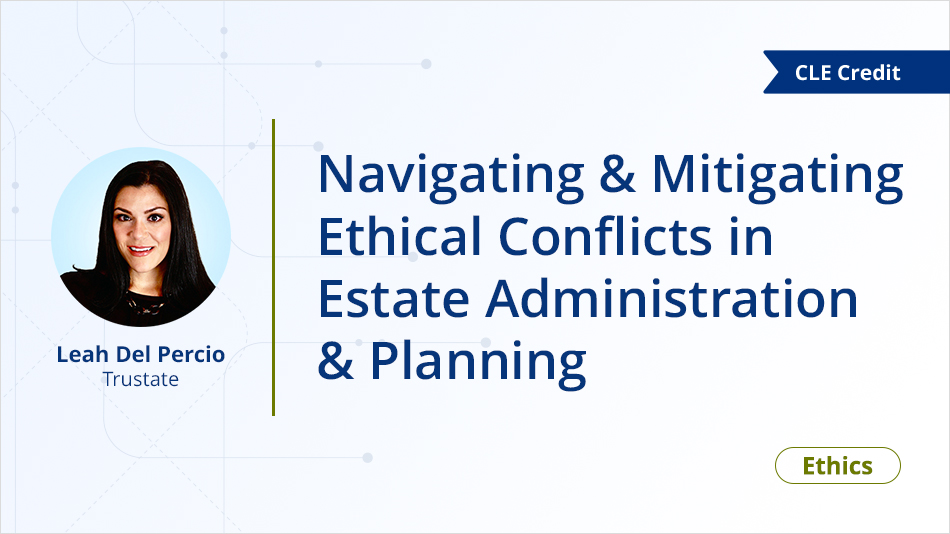 CLE Credit
Navigating & Mitigating
Ethical Conflicts in
Estate Administration
& Planning
Leah Del Percio
Trustate
Ethics